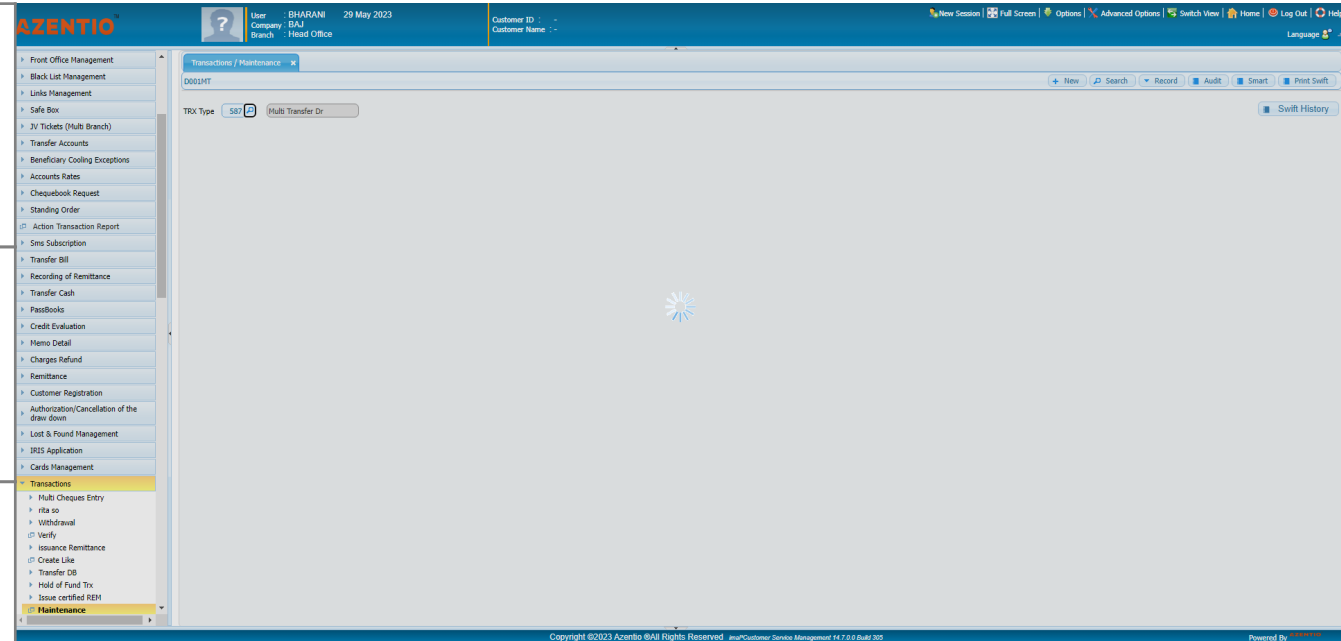 AZENTIO
User : BHARANI 29 May 2023
Company : BAJ
Branch : Head Office
Customer ID : -
Customer Name : -
New Session | Full Screen | Options | Advanced Options | Switch View | Home | Log Out | Help
Language
Front Office Management
Black List Management
Links Management
Safe Box
JV Tickets (Multi Branch)
Transfer Accounts
Beneficiary Cooling Exceptions
Accounts Rates
Chequebook Request
Standing Order
Action Transaction Report
Sms Subscription
Transfer Bill
Recording of Remittance
Transfer Cash
PassBooks
Credit Evaluation
Memo Detail
Charges Refund
Remittance
Customer Registration
Authorization/Cancellation of the
draw down
Lost & Found Management
IRIS Application
Cards Management
Transactions
Multi Cheques Entry
rita so
Withdrawal
Verify
issuance Remittance
Create Like
Transfer DB
Hold of Fund Trx
Issue certified REM
Maintenance
Transactions / Maintenance x
D001MT
+ New Search Record Audit Smart Print Swift
TRX Type 587 Multi Transfer Dr
Swift History
Copyright ©2023 Azentio ®All Rights Reserved imal®Customer Service Management 14.7.0.0 Build 305
Powered By AZENTIO